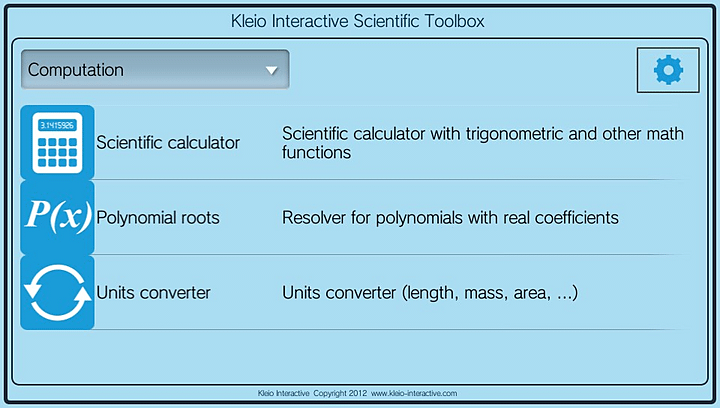 Kleio Interactive Scientific Toolbox
Computation
3.1415926
Scientific calculator
Scientific calculator with trigonometric and other math
functions
P(x)
Polynomial roots
Resolver for polynomials with real coefficients
Units converter
Units converter (length, mass, area, ...)
Kleio Interactive Copyright 2012 www.kleio-interactive.com